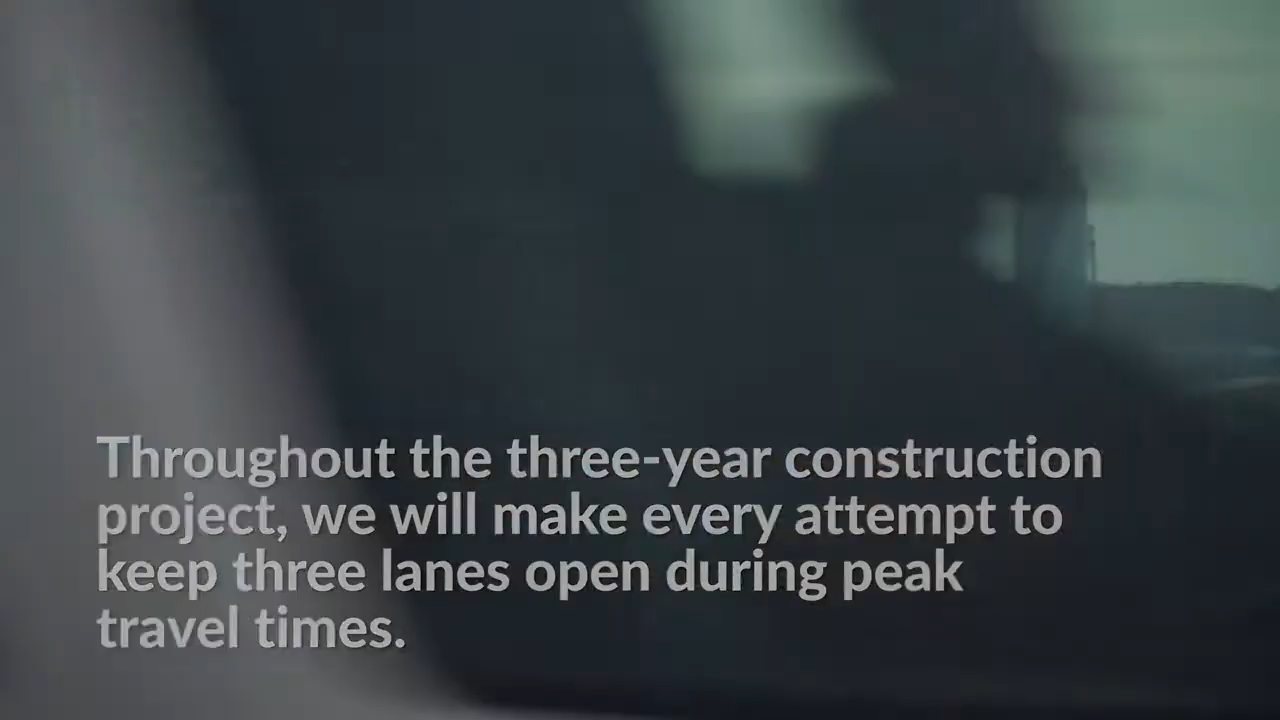 Throughout the three-year construction
project, we will make every attempt to
keep three lanes open during peak
travel times.